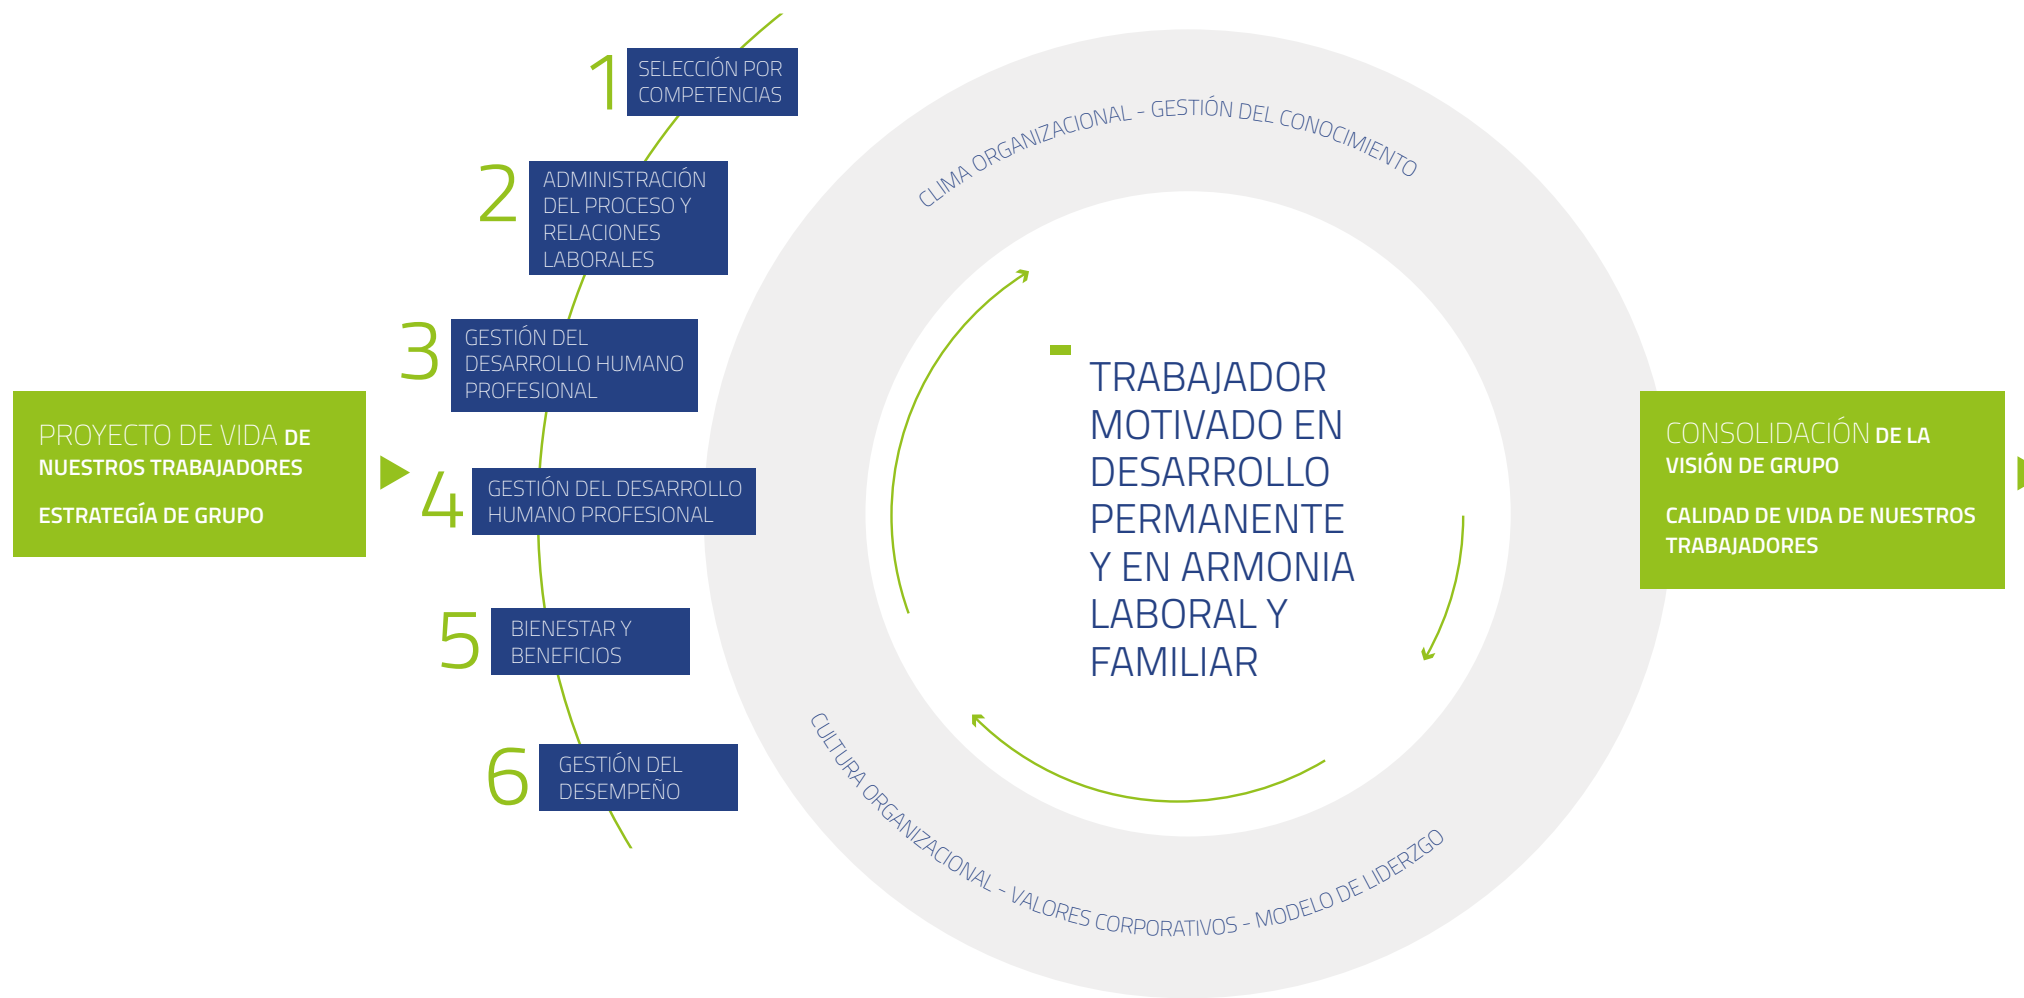 PROYECTO DE VIDA DE
NUESTROS TRABAJADORES
ESTRATEGÍA DE GRUPO
1
SELECCIÓN POR
COMPETENCIAS
2
ADMINISTRACIÓN
DEL PROCESO Y
RELACIONES
LABORALES
3
GESTIÓN DEL
DESARROLLO HUMANO
PROFESIONAL
4
GESTIÓN DEL DESARROLLO
HUMANO PROFESIONAL
5
BIENESTAR Y
BENEFICIOS
6
GESTIÓN DEL
DESEMPEÑO
CLIMA ORGANIZACIONAL - GESTIÓN DEL CONOCIMIENTO
TRABAJADOR
MOTIVADO EN
DESARROLLO
PERMANENTE
Y EN ARMONIA
LABORAL Y
FAMILIAR
CULTURA ORGANIZACIONAL - VALORES CORPORATIVOS - MODELO DE LIDERZGO
CONSOLIDACIÓN DE LA
VISIÓN DE GRUPO
CALIDAD DE VIDA DE NUESTROS
TRABAJADORES